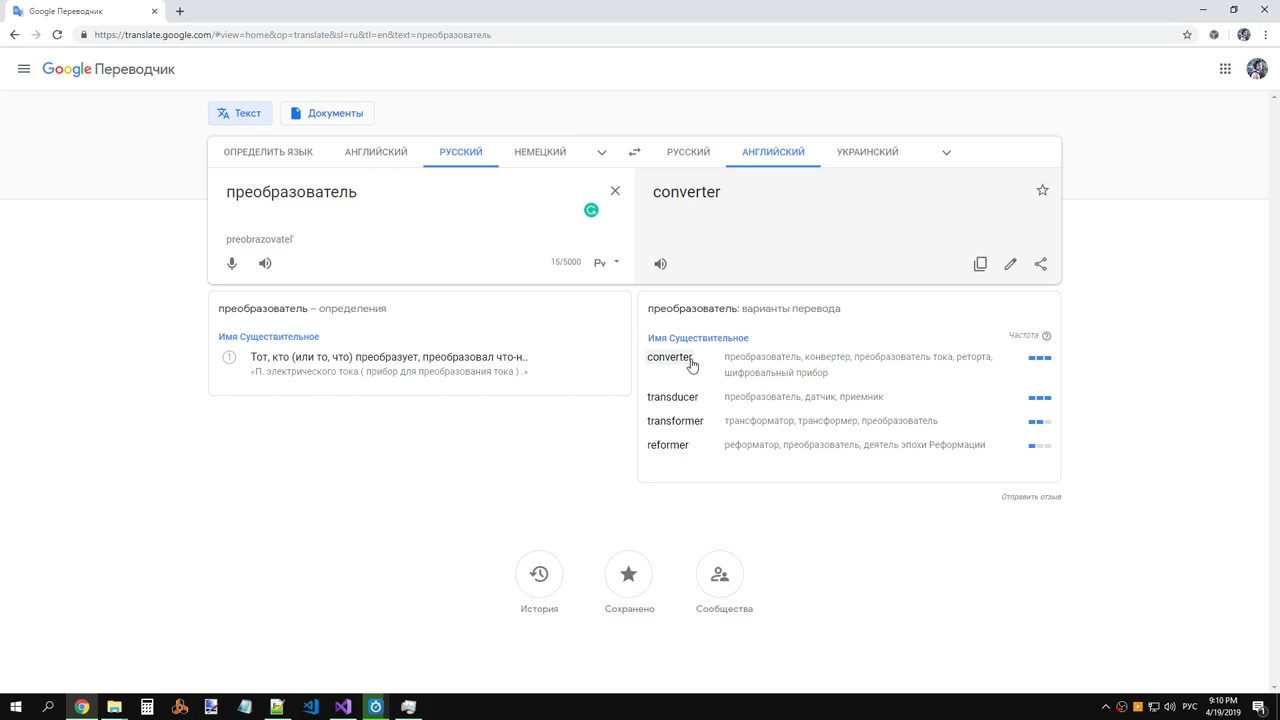 Google Переводчик
https://translate.google.com/#view=home&op=translate&sl=ru&tl=en&text=преобразователь
Google Переводчик
Текст
Документы
ОПРЕДЕЛИТЬ ЯЗЫК АНГЛИЙСКИЙ РУССКИЙ НЕМЕЦКИЙ
РУССКИЙ АНГЛИЙСКИЙ УКРАИНСКИЙ
преобразователь
converter
preobrazovatel'
15/5000
преобразователь – определения
Имя Существительное
1 Тот, кто (или то, что) преобразует, преобразовал что-н..
«П. электрического тока ( прибор для преобразования тока ) .»
преобразователь: варианты перевода
Имя Существительное Частота
converter преобразователь, конвертер, преобразователь тока, реторта,
шифровальный прибор
transducer преобразователь, датчик, приемник
transformer трансформатор, трансформер, преобразователь
reformer реформатор, преобразователь, деятель эпохи Реформации
Отправить отзыв
История Сохранено Сообщества
РУС
9:10 PM
4/19/2019
1